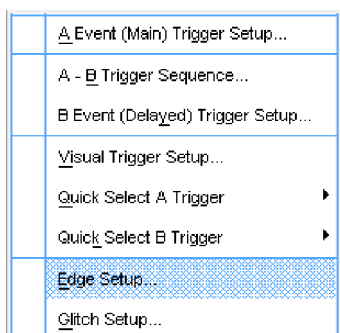 A Event (Main) Trigger Setup...
A - B Trigger Sequence...
B Event (Delayed) Trigger Setup...
Visual Trigger Setup...
Quick Select A Trigger
Quick Select B Trigger
Edge Setup...
Glitch Setup...